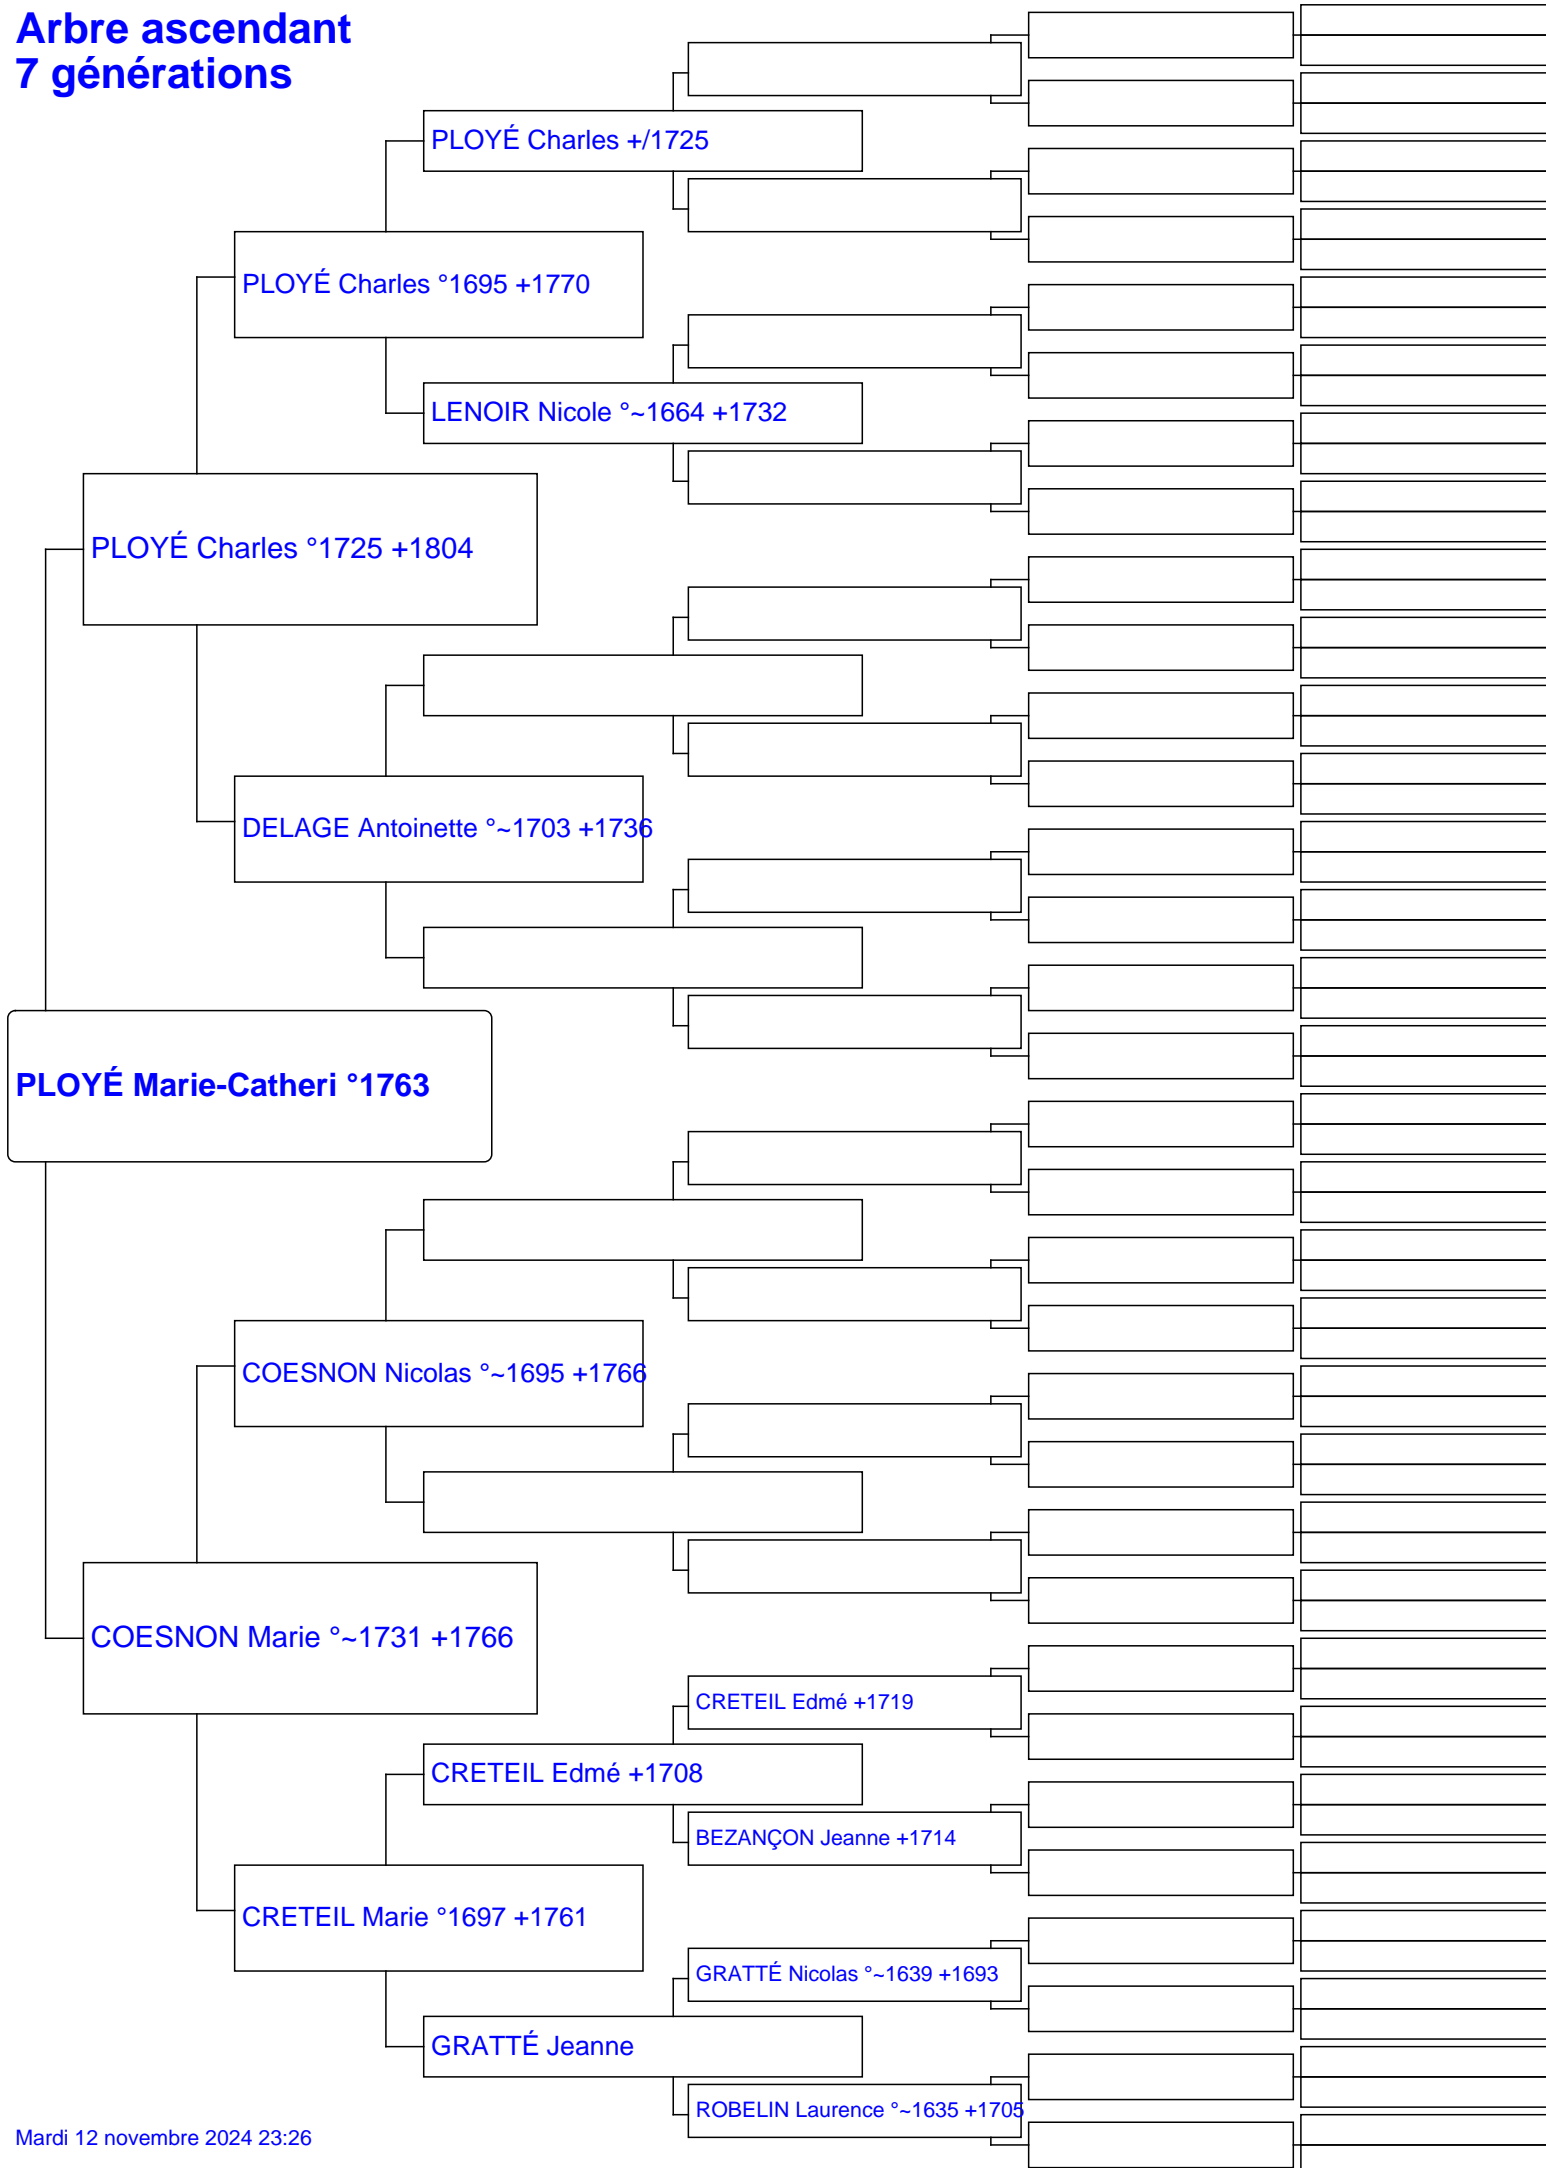 Arbre ascendant
7 générations
PLOYÉ Charles +/1725
PLOYÉ Charles °1695 +1770
LENOIR Nicole °~1664 +1732
PLOYÉ Charles °1725 +1804
DELAGE Antoinette °~1703 +1736
PLOYÉ Marie-Catheri °1763
COESNON Nicolas °~1695 +1766
COESNON Marie °~1731 +1766
CRETEIL Edmé +1719
CRETEIL Edmé +1708
BEZANÇON Jeanne +1714
CRETEIL Marie °1697 +1761
GRATTÉ Nicolas °~1639 +1693
GRATTÉ Jeanne
ROBELIN Laurence °~1635 +1705
Mardi 12 novembre 2024 23:26